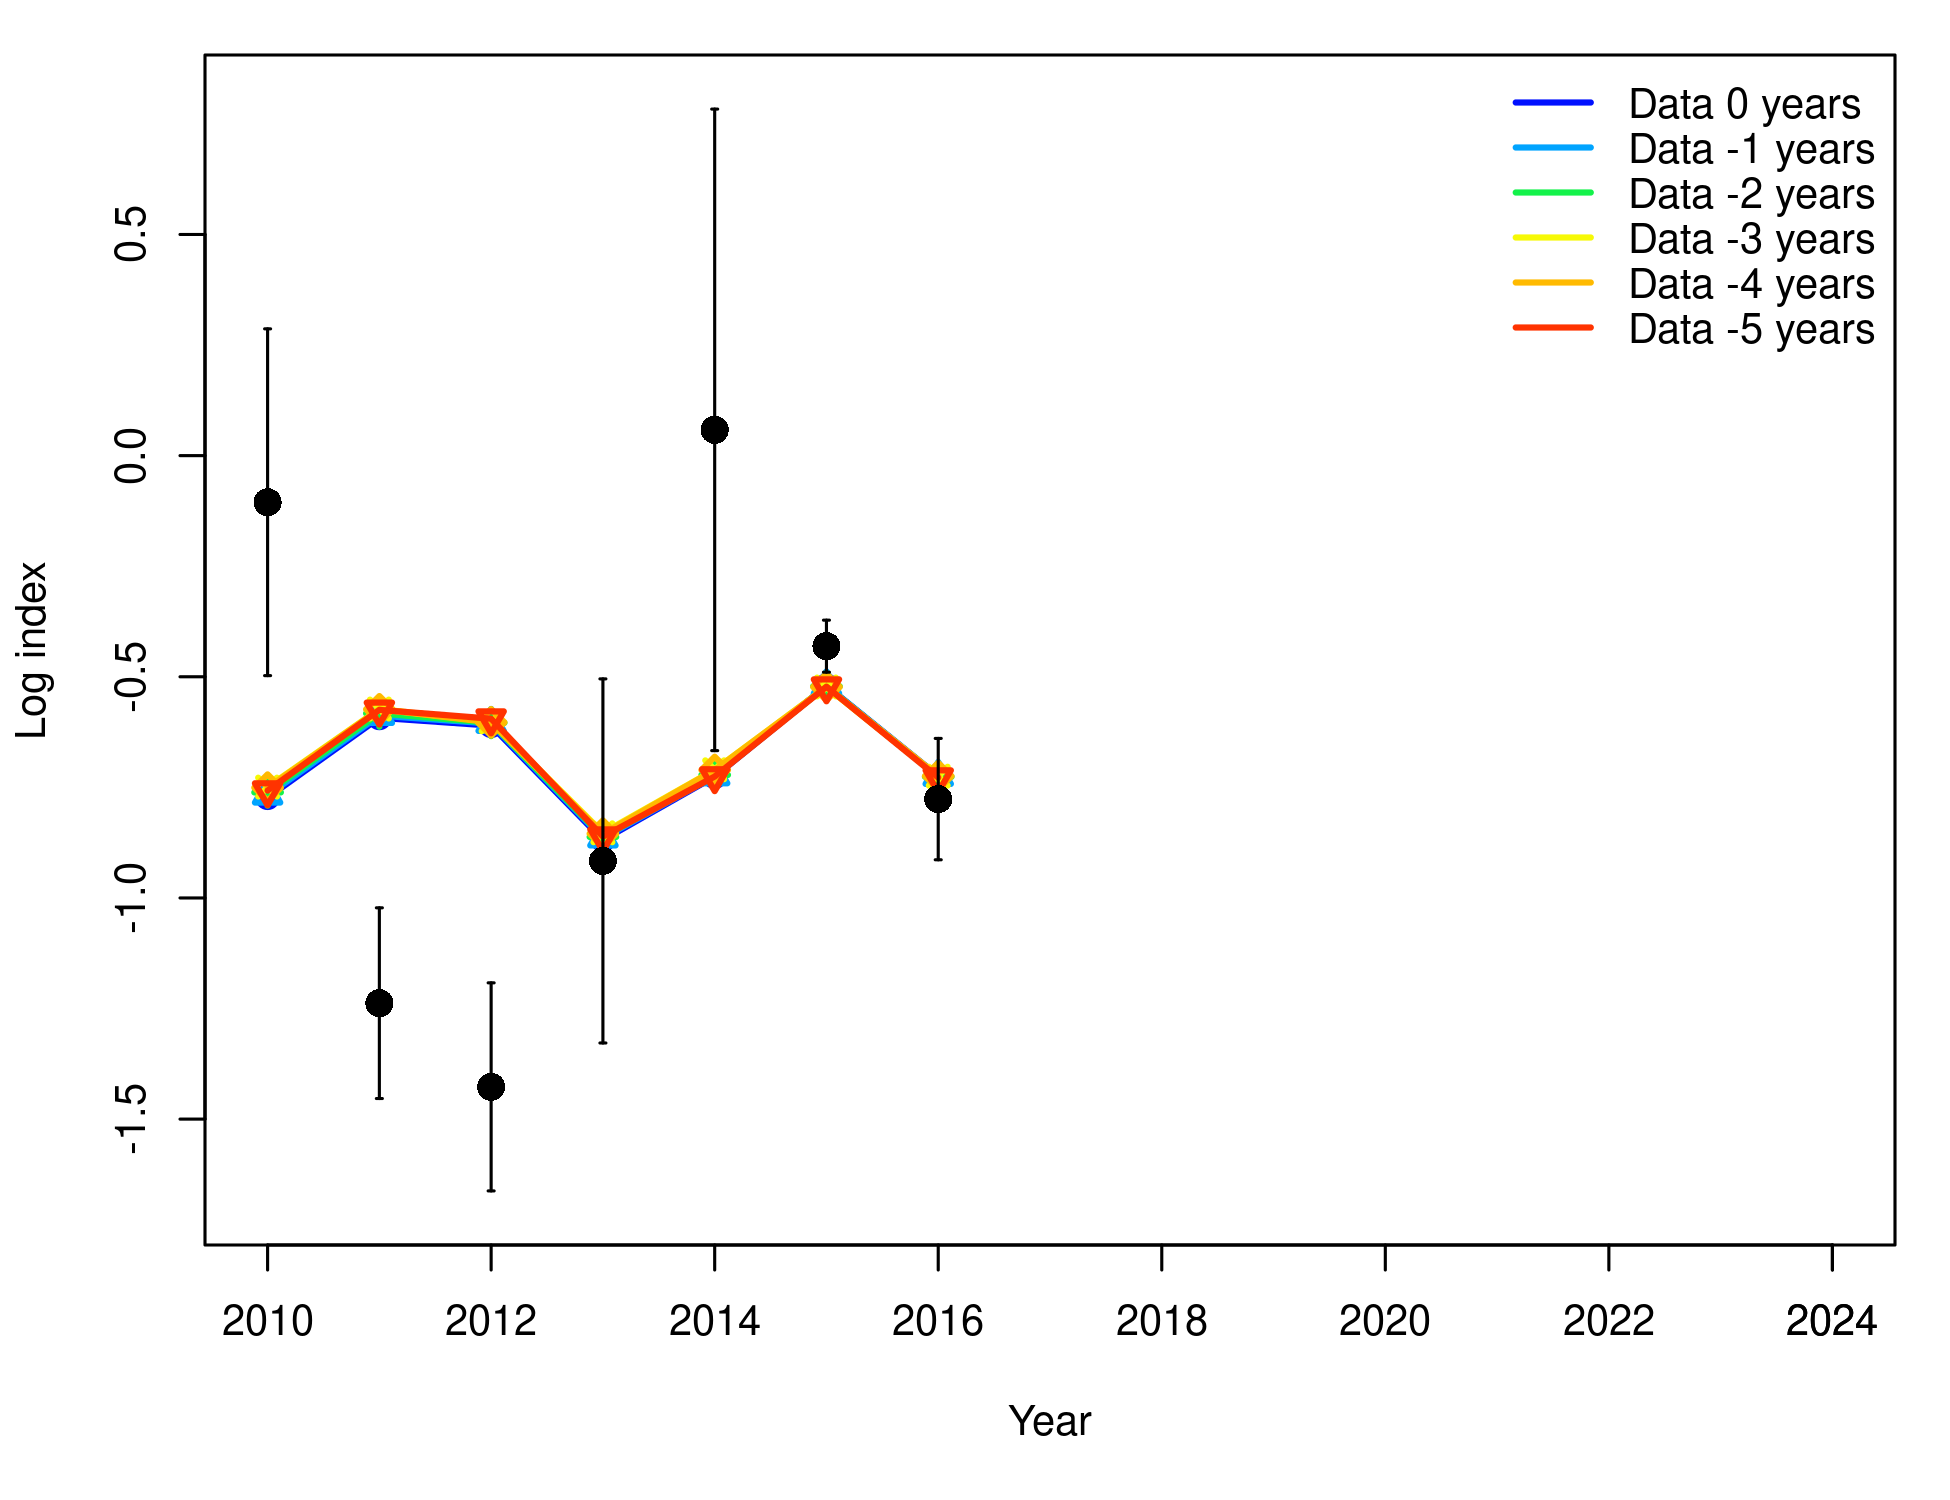 Data 0 years
Data -1 years
Data -2 years
Data -3 years
Data -4 years
Data -5 years
0.5
0.0
-0.5
-1.0
-1.5
Log index
2010 2012 2014 2016 2018 2020 2022 2024
Year